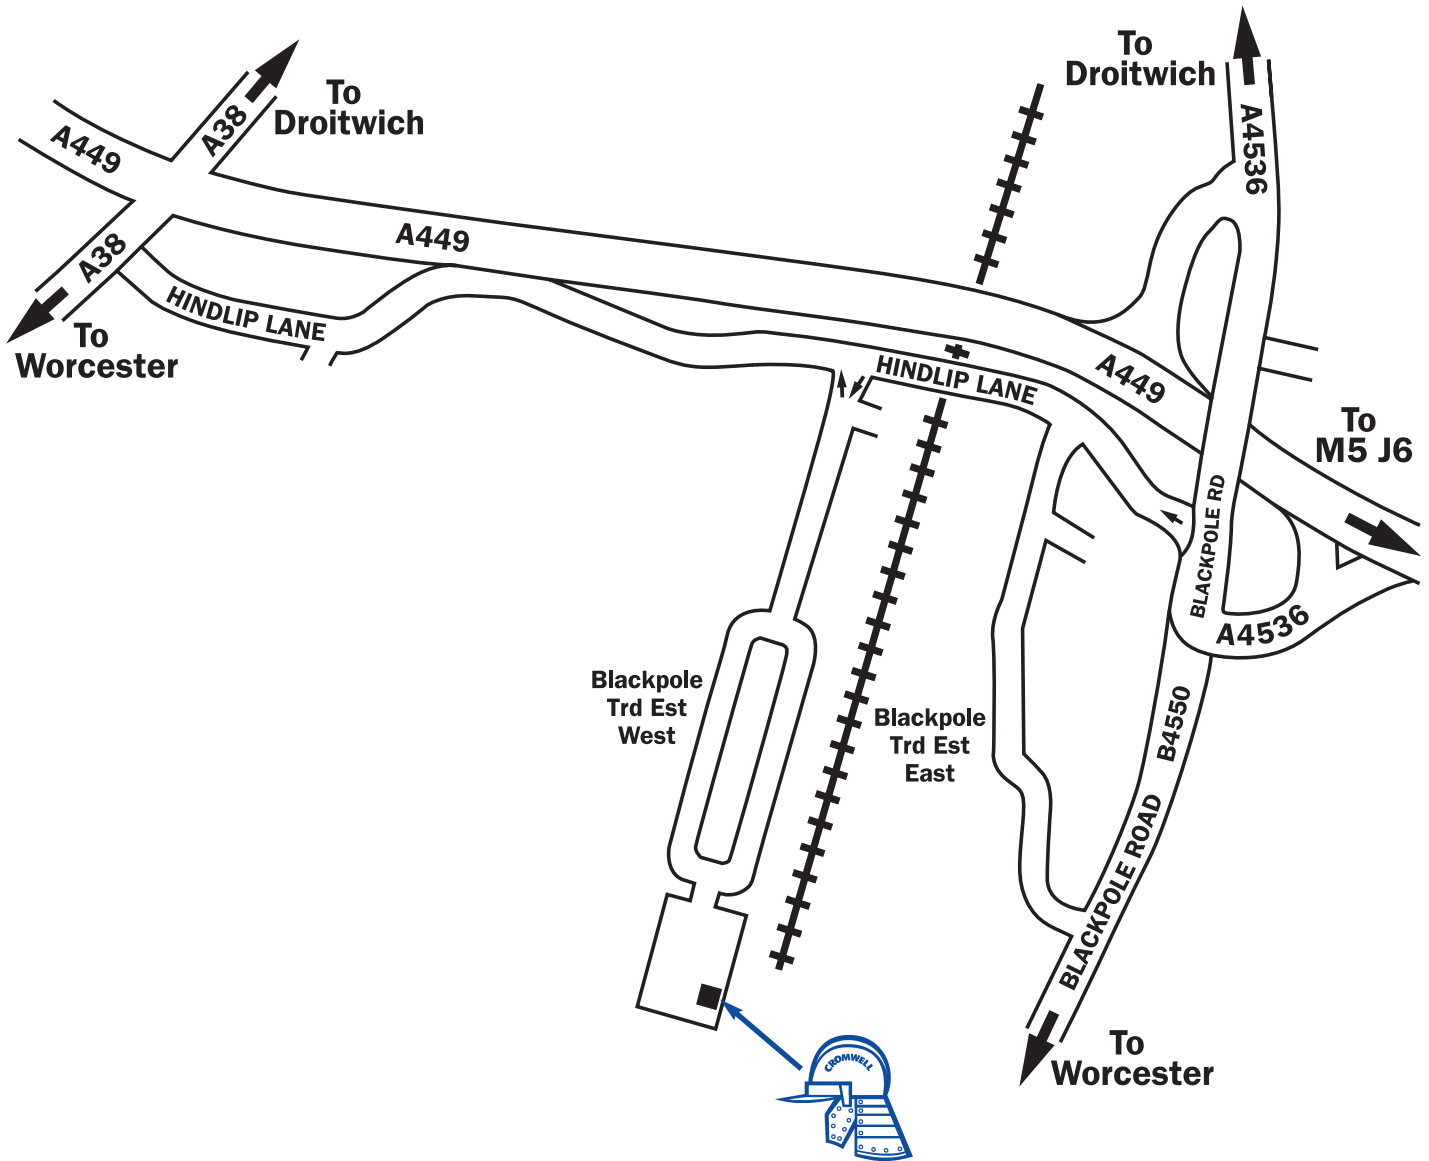 To
Droitwich
To
Droitwich
A38
A449
A4536
A449
A38
HINDLIP LANE
To
Worcester
HINDLIP LANE
A449
To
M5 J6
BLACKPOLE RD
A4536
Blackpole
Trd Est
West
Blackpole
Trd Est
East
B4550
BLACKPOLE ROAD
To
Worcester
CROMWELL